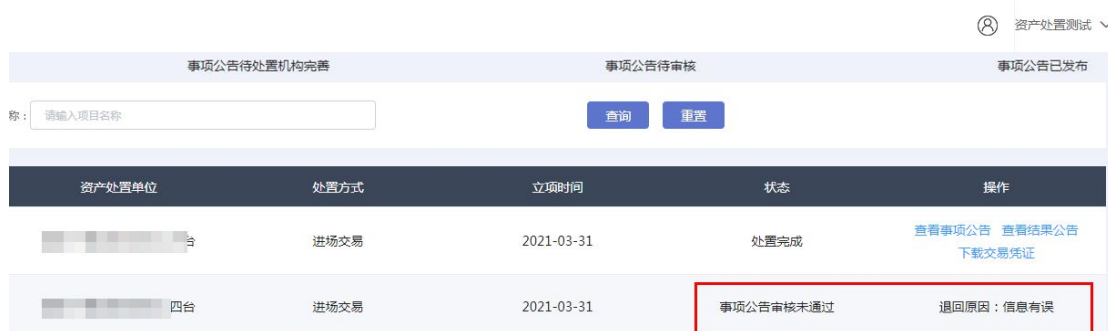 资产处置测试
事项公告待处置机构完善 事项公告待审核 事项公告已发布
称： 请输入项目名称 查询 重置
资产处置单位 处置方式 立项时间 状态 操作
台 进场交易 2021-03-31 处置完成 查看事项公告 查看结果公告
下载交易凭证
四台 进场交易 2021-03-31 事项公告审核未通过 退回原因：信息有误